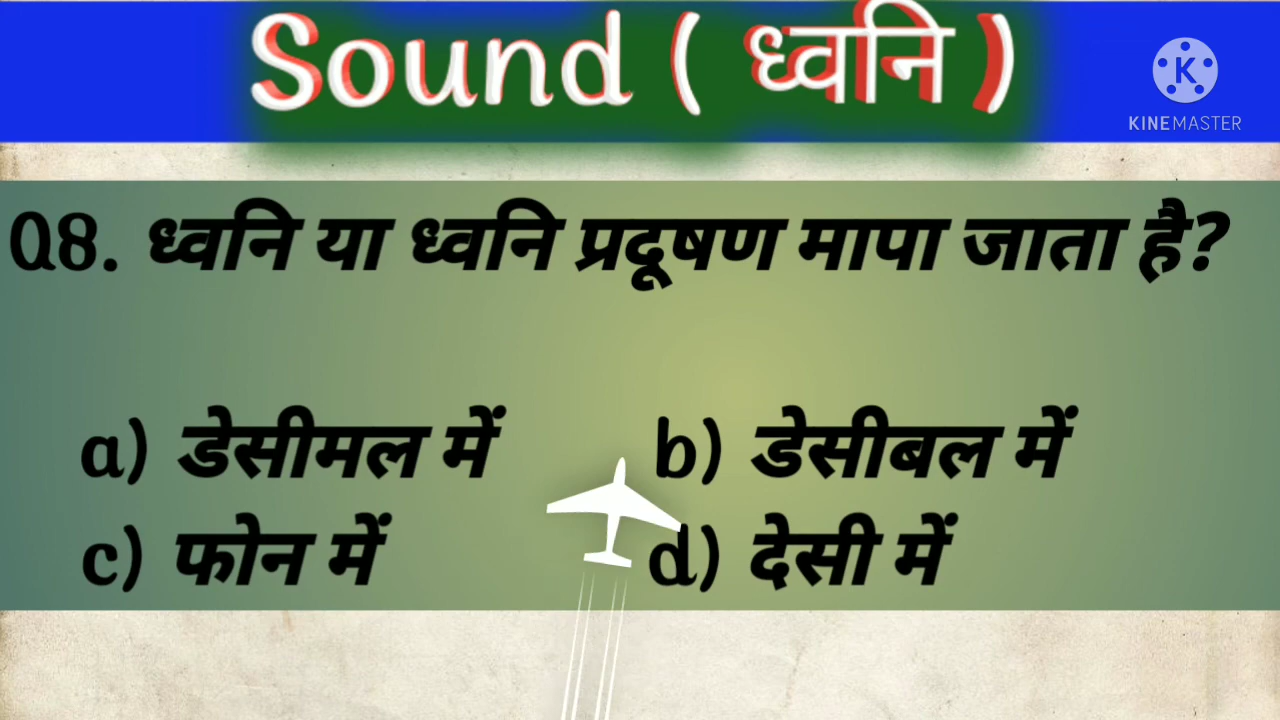 Sound ( ध्वनि )
KINEMASTER
Q8. ध्वनि या ध्वनि प्रदूषण मापा जाता है?
a) डेसीमल में b) डेसीबल में
c) फोन में d) देसी में